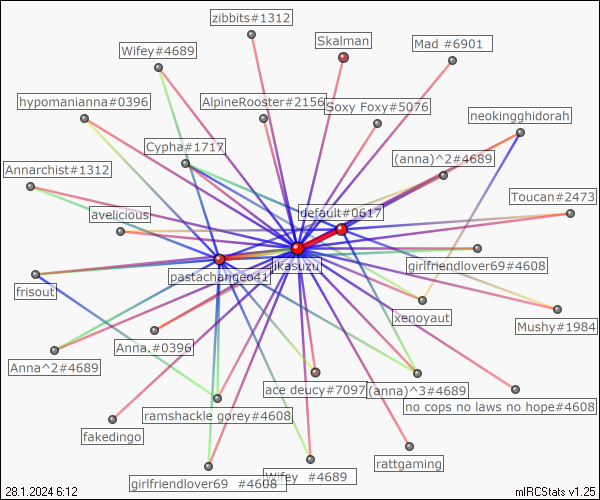 zibbits#1312
Skalman
Mad #6901
Wifey#4689
hypomanianna#0396
AlpineRooster#2156
Soxy Foxy#5076
neokingghidorah
Cypha#1717
(anna)^2#4689
Annarchist#1312
Toucan#2473
avelicious
default#0617
jikasuzu
pastachangeo41
girlfriendlover69#4608
frisout
xenoyaut
Mushy#1984
Anna.#0396
Anna^2#4689
ace deucy#7097
(anna)^3#4689
no cops no laws no hope#4608
ramshackle gorey#4608
fakedingo
rattgaming
girlfriendlover69 #4608
Wifey #4689
28.1.2024 6:12
mIRCStats v1.25